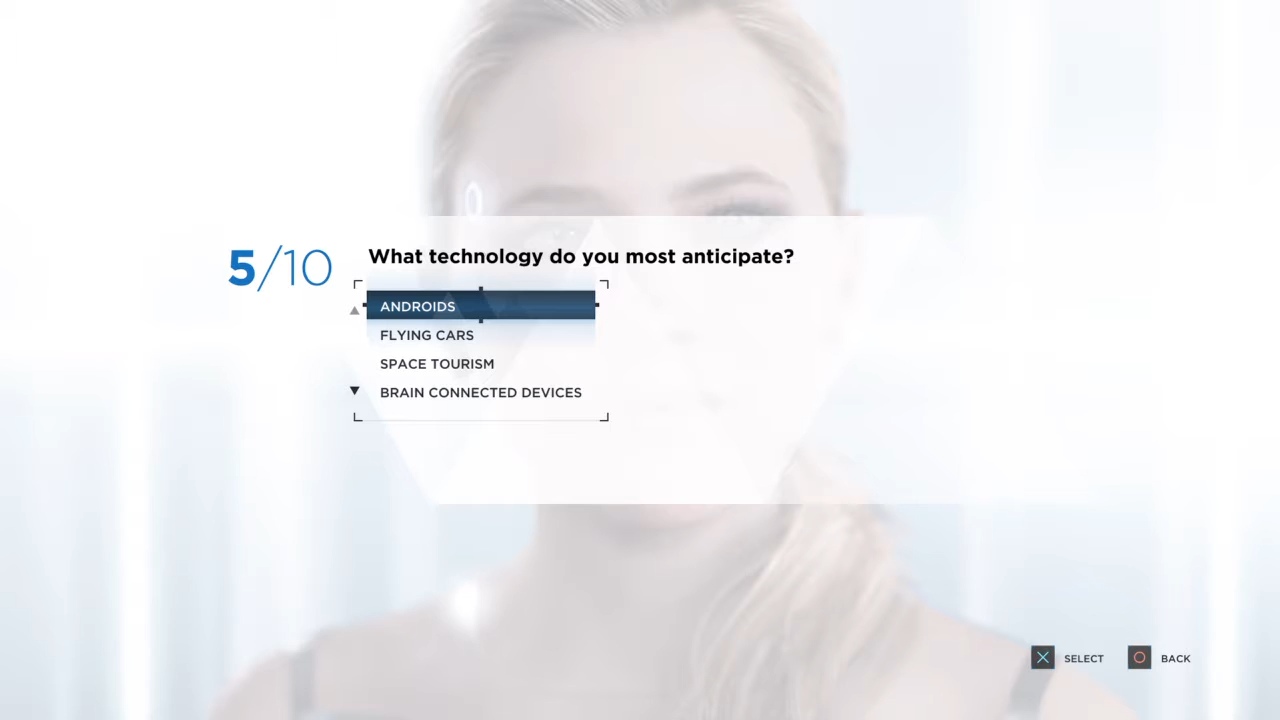 5/10
What technology do you most anticipate?
ANDROIDS
FLYING CARS
SPACE TOURISM
BRAIN CONNECTED DEVICES
SELECT
BACK